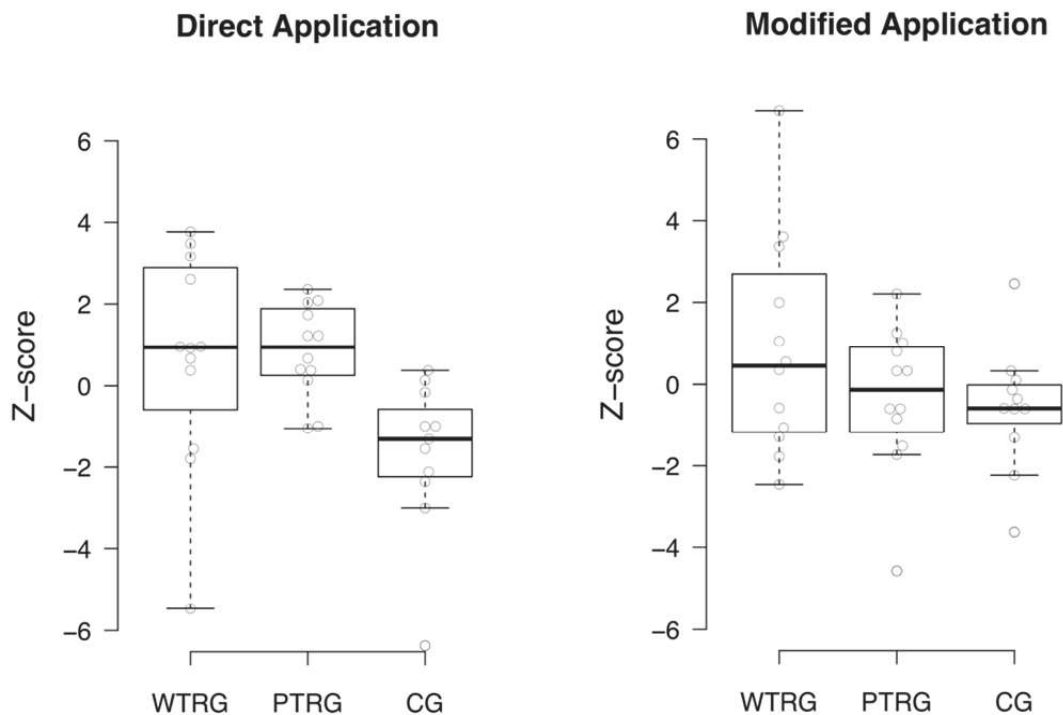 Direct Application
Modified Application
Z−score
6
4
2
0
−2
−4
−6
WTRG PTRG CG
Z−score
6
4
2
0
−2
−4
−6
WTRG PTRG CG